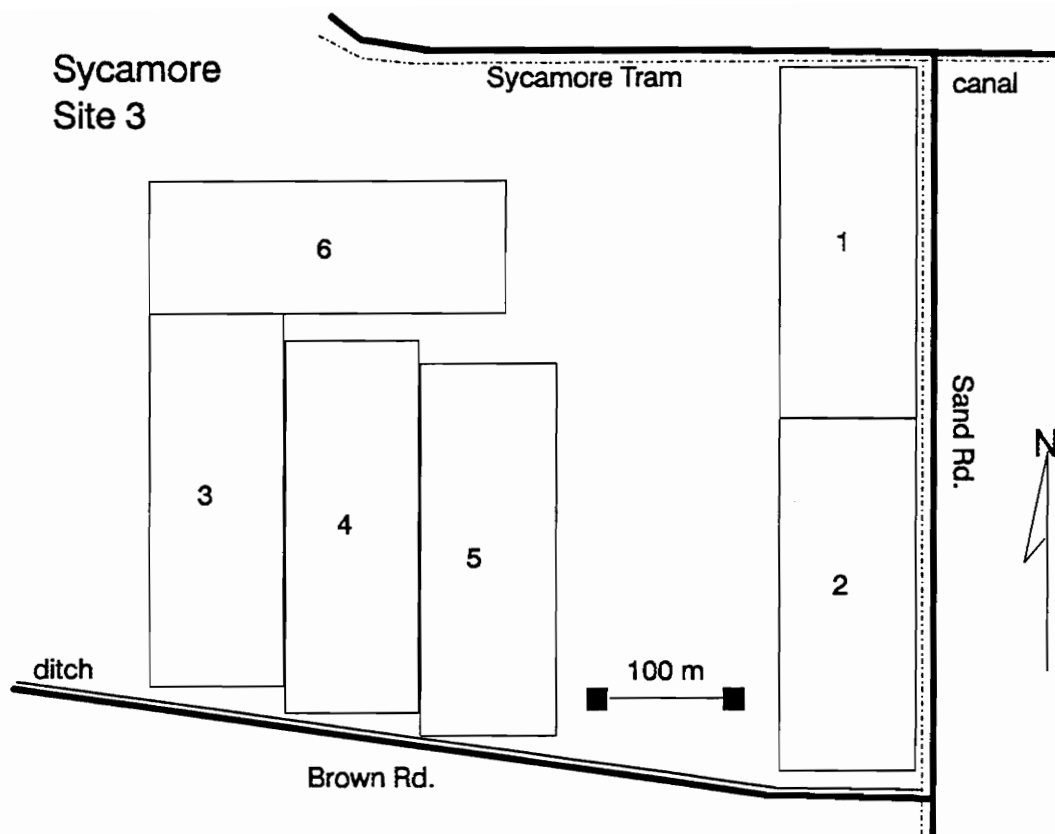 Sycamore
Site 3
Sycamore Tram
canal
6
1
Sand Rd.
N
3
4
5
2
ditch
100 m
Brown Rd.